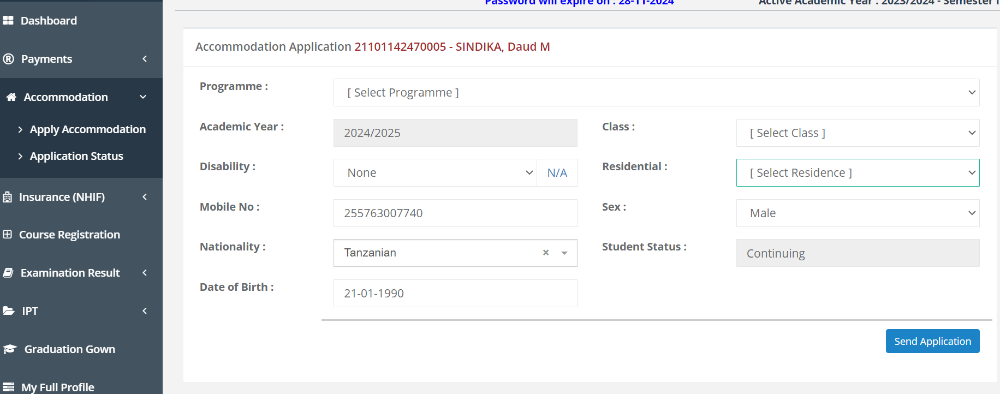 Password will expire on : 28-11-2024
Active Academic Year : 2023/2024 - Semester
Dashboard
Payments
Accommodation
Apply Accommodation
Application Status
Insurance (NHIF)
Course Registration
Examination Result
IPT
Graduation Gown
My Full Profile
Accommodation Application 21101142470005 - SINDIKA, Daud M
Programme :
[ Select Programme ]
Academic Year :
2024/2025
Class :
[ Select Class ]
Disability :
None
N/A
Residential :
[ Select Residence ]
Mobile No :
255763007740
Sex :
Male
Nationality :
Tanzanian
Student Status :
Continuing
Date of Birth :
21-01-1990
Send Application